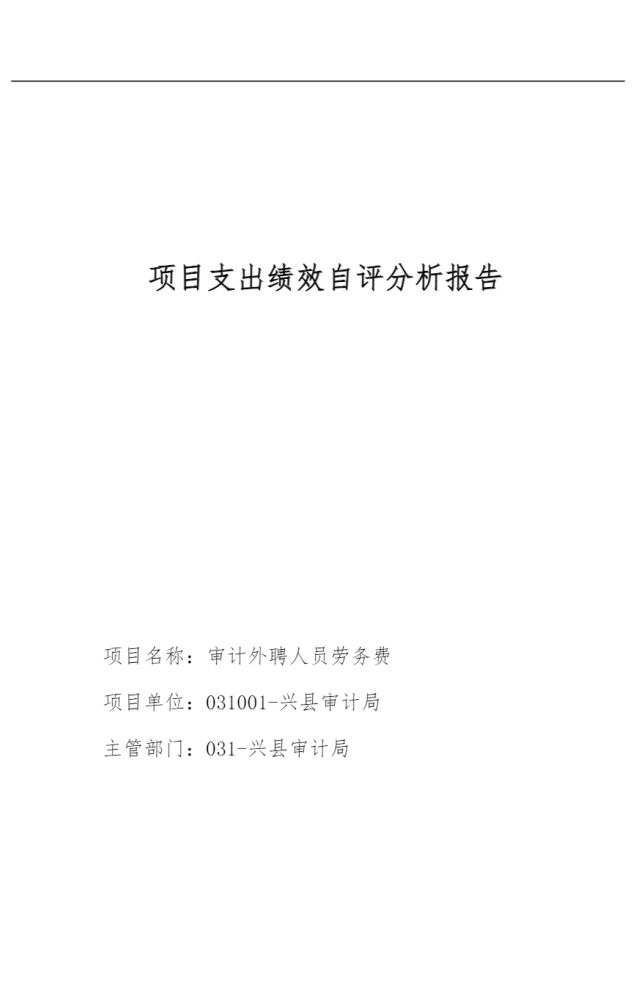 项目支出绩效自评分析报告
项目名称：审计外聘人员劳务费
项目单位：031001-兴县审计局
主管部门：031-兴县审计局